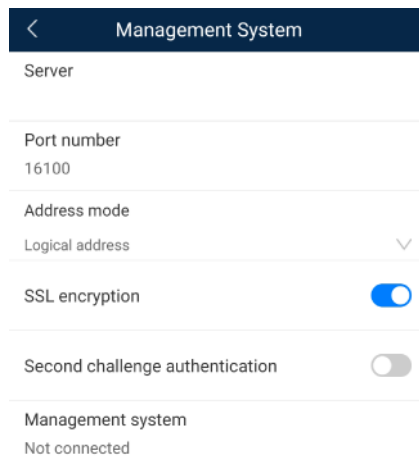 Management System
Server
Port number
16100
Address mode
Logical address
SSL encryption
Second challenge authentication
Management system
Not connected